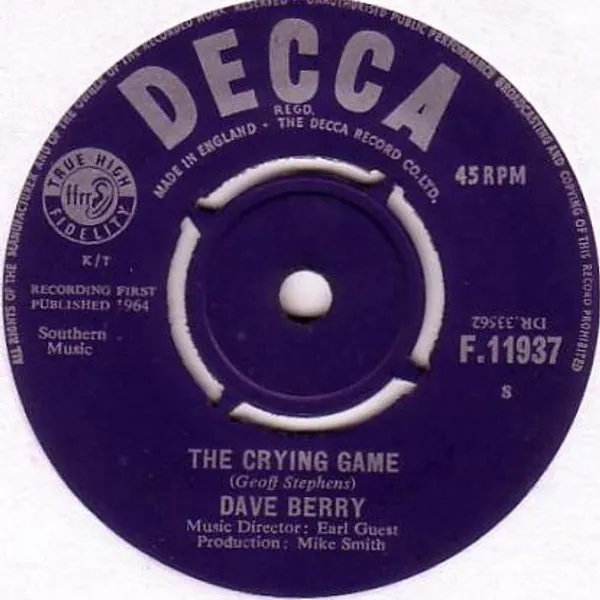 ALL RIGHTS OF THE MANUFACTURER AND OF THE OWNER OF THE RECORDED WORK RESERVED · UNAUTHORISED PUBLIC PERFORMANCE BROADCASTING AND COPYING OF THIS RECORD PROHIBITED
DECCA
REGD.
MADE IN ENGLAND · THE DECCA RECORD CO. LTD.
TRUE HIGH
ffrr
FIDELITY
45 RPM
K/T
RECORDING FIRST
PUBLISHED 1964
Southern
Music
DR.33562
F.11937
S
THE CRYING GAME
(Geoff Stephens)
DAVE BERRY
Music Director: Earl Guest
Production: Mike Smith